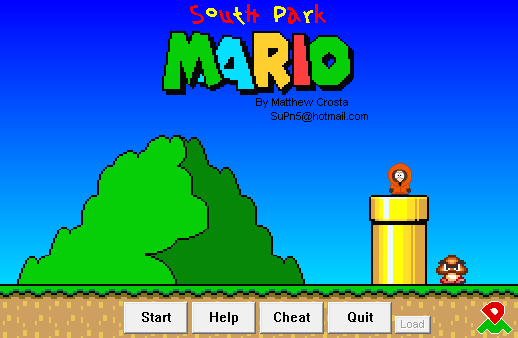 South Park
MARIO
By Matthew Crosta
SuPn5@hotmail.com
Start Help Cheat Quit Load